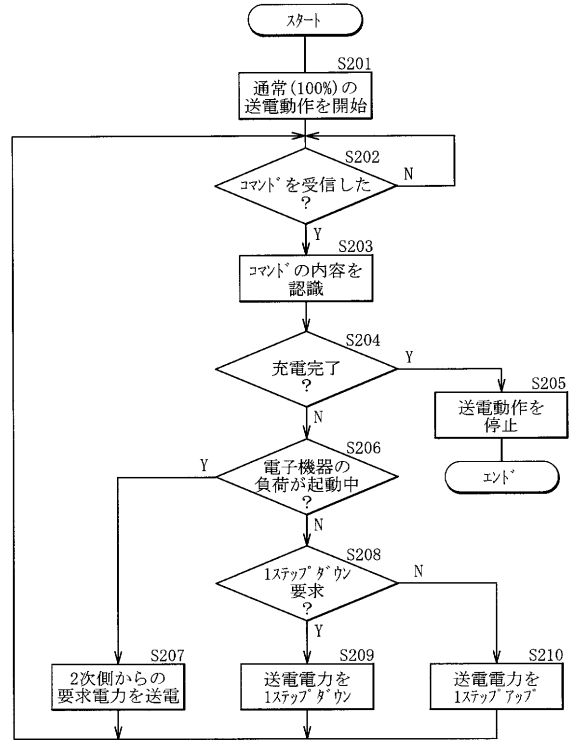 スタート
S201
通常(100%)の
送電動作を開始
S202
コマンドを受信した
?
N
Y
S203
コマンドの内容を
認識
S204
充電完了
?
Y
N
S205
送電動作を
停止
エンド
S206
電子機器の
負荷が起動中
?
Y
N
S208
1ステップダウン
要求
?
N
Y
S207
2次側からの
要求電力を送電
S209
送電電力を
1ステップダウン
S210
送電電力を
1ステップアップ